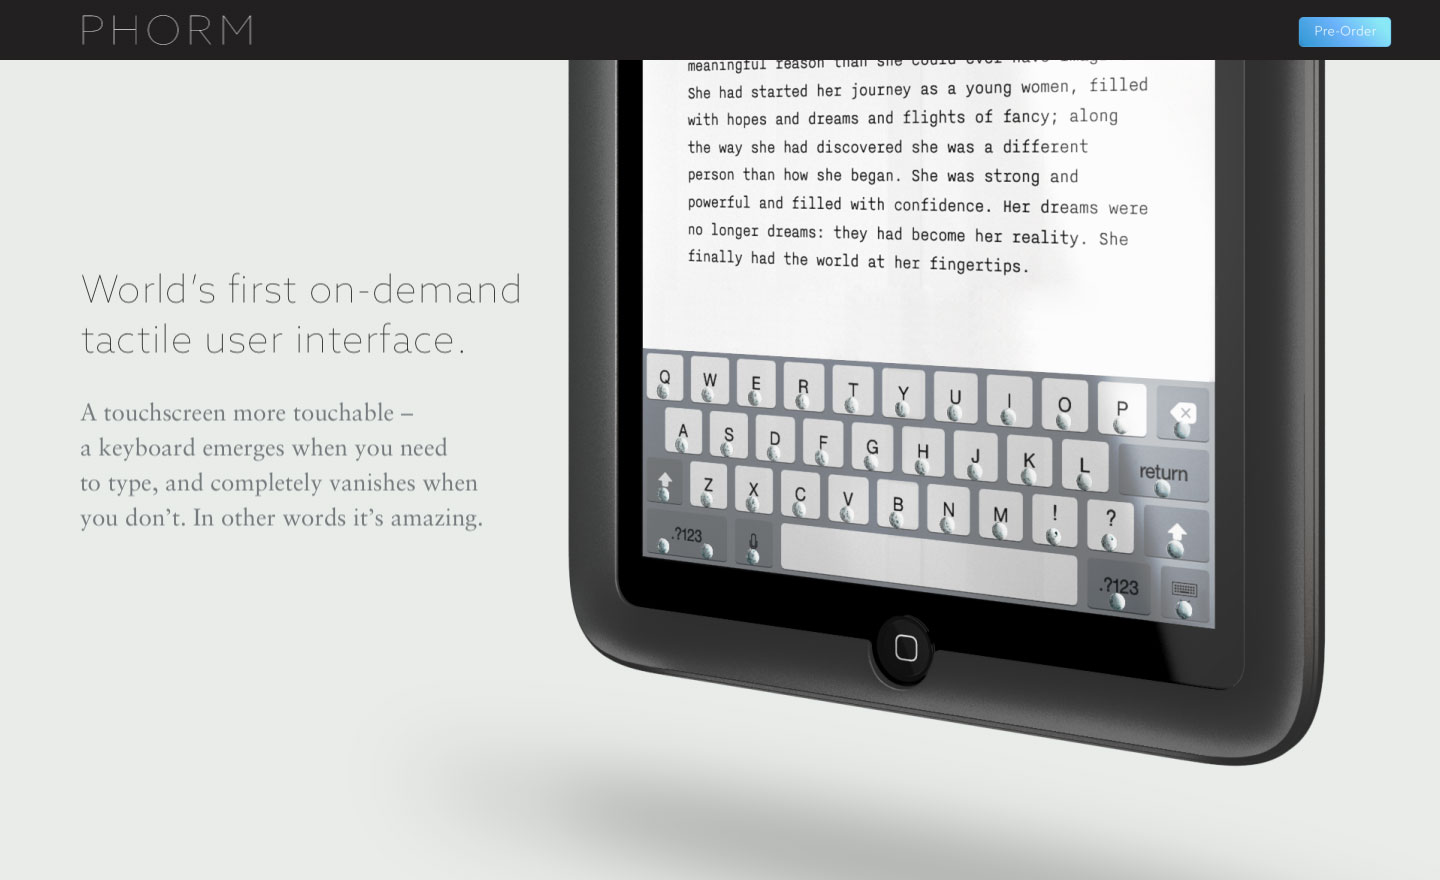 PHORM
Pre-Order
meaningful reason than she could ever have
She had started her journey as a young women, filled
with hopes and dreams and flights of fancy; along
the way she had discovered she was a different
person than how she began. She was strong and
powerful and filled with confidence. Her dreams were
no longer dreams: they had become her reality. She
finally had the world at her fingertips.
World's first on-demand
tactile user interface.
A touchscreen more touchable –
a keyboard emerges when you need
to type, and completely vanishes when
you don't. In other words it's amazing.
Q W E R T Y U I O P
A S D F G H J K L return
Z X C V B N M ! ?
.?123 .?123